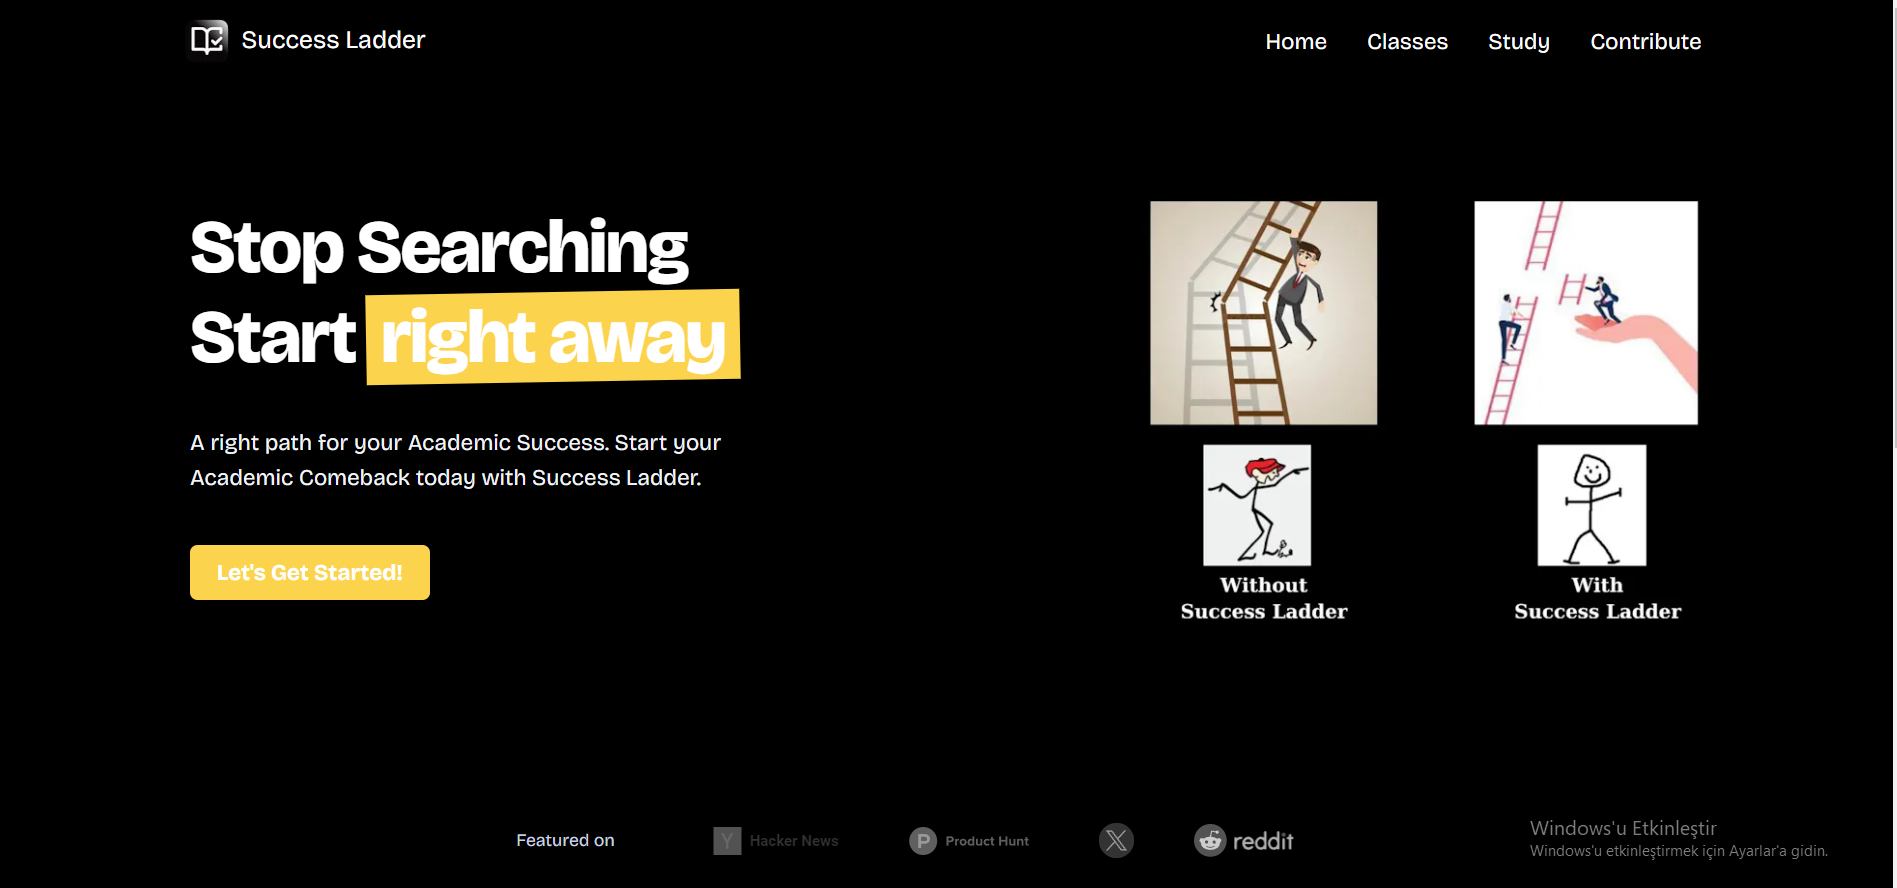 Success Ladder
Home Classes Study Contribute
Stop Searching
Start right away
A right path for your Academic Success. Start your
Academic Comeback today with Success Ladder.
Let's Get Started!
Without
Success Ladder
With
Success Ladder
Featured on
Y Hacker News
P Product Hunt
X
reddit
Windows'u Etkinleştir
Windows'u etkinleştirmek için Ayarlar'a gidin.